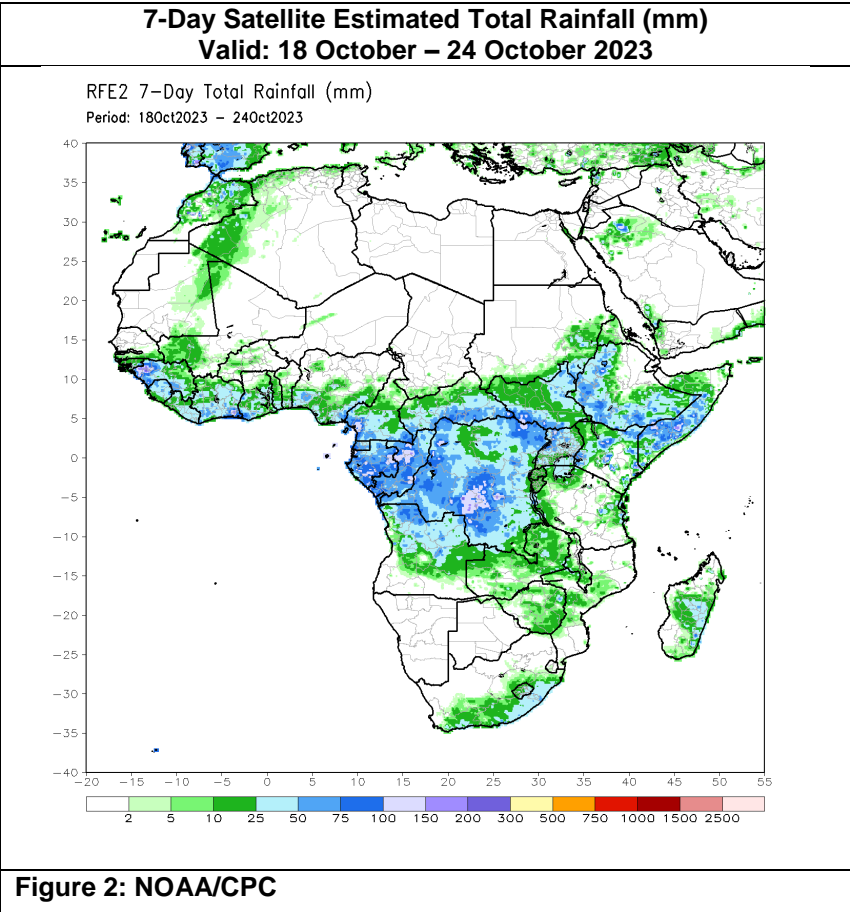 7-Day Satellite Estimated Total Rainfall (mm)
Valid: 18 October – 24 October 2023
RFE2 7-Day Total Rainfall (mm)
Period: 18Oct2023 - 24Oct2023
40
35
30
25
20
15
10
5
0
-5
-10
-15
-20
-25
-30
-35
-40
-20 -15 -10 -5 0 5 10 15 20 25 30 35 40 45 50 55
2 5 10 25 50 75 100 150 200 300 500 750 1000 1500 2500
Figure 2: NOAA/CPC